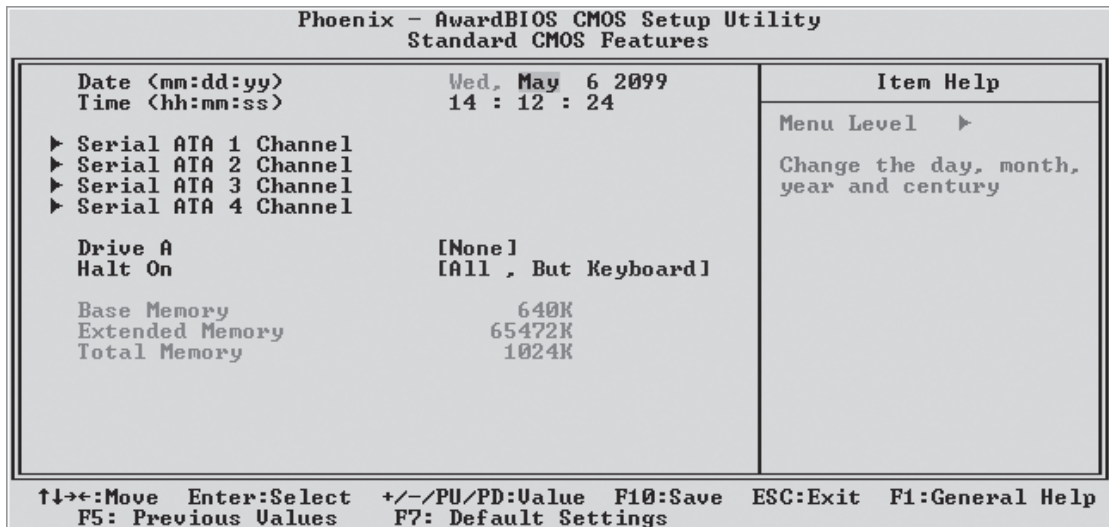 Phoenix - AwardBIOS CMOS Setup Utility
Standard CMOS Features
Date (mm:dd:yy) Wed, May 6 2099
Time (hh:mm:ss) 14 : 12 : 24
▶ Serial ATA 1 Channel
▶ Serial ATA 2 Channel
▶ Serial ATA 3 Channel
▶ Serial ATA 4 Channel
Drive A [None]
Halt On [All , But Keyboard]
Base Memory 640K
Extended Memory 65472K
Total Memory 1024K
Item Help
Menu Level ▶
Change the day, month,
year and century
↑↓→←:Move Enter:Select +/-/PU/PD:Value F10:Save ESC:Exit F1:General Help
F5: Previous Values F7: Default Settings